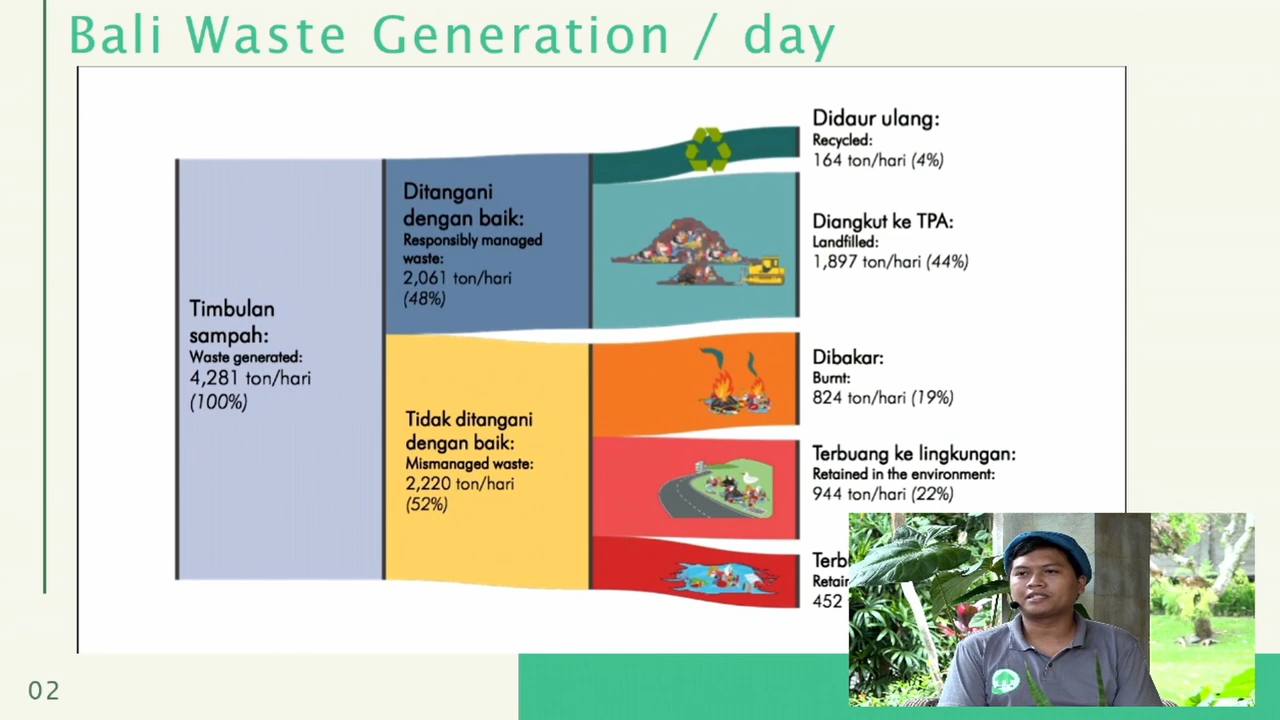 Bali Waste Generation / day
Timbulan
sampah:
Waste generated:
4,281 ton/hari
(100%)
Ditangani
dengan baik:
Responsibly managed
waste:
2,061 ton/hari
(48%)
Tidak ditangani
dengan baik:
Mismanaged waste:
2,220 ton/hari
(52%)
Didaur ulang:
Recycled:
164 ton/hari (4%)
Diangkut ke TPA:
Landfilled:
1,897 ton/hari (44%)
Dibakar:
Burnt:
824 ton/hari (19%)
Terbuang ke lingkungan:
Retained in the environment:
944 ton/hari (22%)
452
02